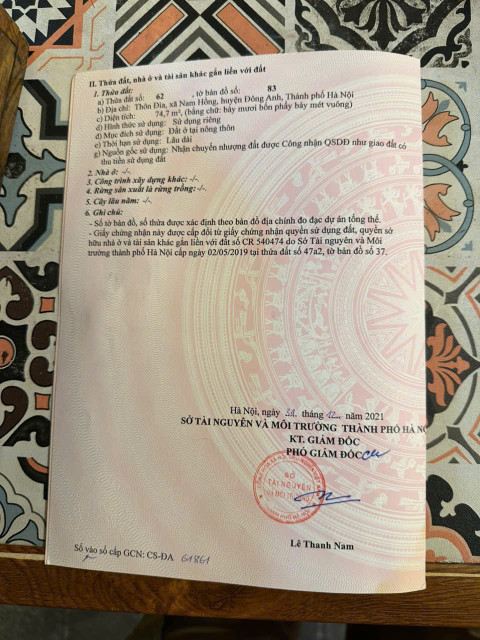 II. Thửa đất, nhà ở và tài sản khác gắn liền với đất
1. Thửa đất:
a) Thửa đất số: 62 , tờ bản đồ số: 83
b) Địa chỉ: Thôn Đìa, xã Nam Hồng, huyện Đông Anh, Thành phố Hà Nội
c) Diện tích: 74,7 m², (bằng chữ: bảy mươi bốn phẩy bảy mét vuông)
d) Hình thức sử dụng: Sử dụng riêng
đ) Mục đích sử dụng: Đất ở tại nông thôn
e) Thời hạn sử dụng: Lâu dài
g) Nguồn gốc sử dụng: Nhận chuyển nhượng đất được Công nhận QSDĐ như giao đất có
thu tiền sử dụng đất
2. Nhà ở: -/-
3. Công trình xây dựng khác: -/-
4. Rừng sản xuất là rừng trồng: -/-
5. Cây lâu năm: -/-
6. Ghi chú:
- Số tờ bản đồ, số thửa được xác định theo bản đồ địa chính đo đạc dự án tổng thể.
- Giấy chứng nhận này được cấp đổi từ giấy chứng nhận quyền sử dụng đất, quyền sở
hữu nhà ở và tài sản khác gắn liền với đất số CR 540474 do Sở Tài nguyên và Môi
trường thành phố Hà Nội cấp ngày 02/05/2019 tại thửa đất số 47a2, tờ bản đồ số 37.
Hà Nội, ngày tháng 12 năm 2021
SỞ TÀI NGUYÊN VÀ MÔI TRƯỜNG THÀNH PHỐ HÀ NỘ
KT. GIÁM ĐỐC
PHÓ GIÁM ĐỐC
SỞ
TÀI NGUYÊN
VÀ MÔI TRƯỜNG
Lê Thanh Nam
Số vào sổ cấp GCN: CS-ĐA 61861